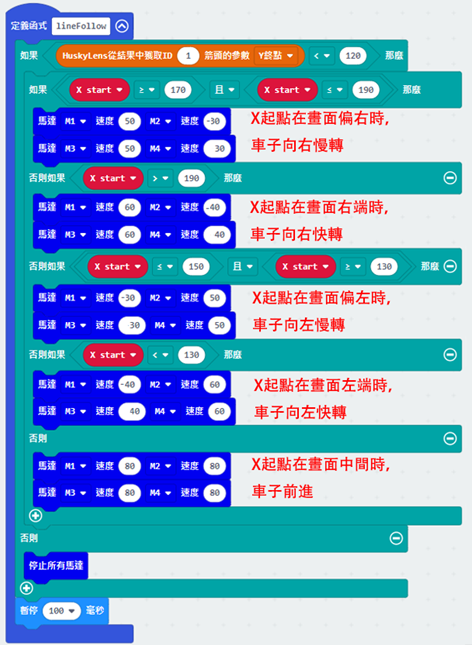 定義函式 lineFollow
如果 HuskyLens從結果中獲取ID 1 箭頭的參數 Y終點 < 120 那麼
如果 X start ≥ 170 且 X start ≤ 190 那麼
馬達 M1 速度 50 M2 速度 -30 X起點在畫面偏右時,
馬達 M3 速度 50 M4 速度 30 車子向右慢轉
否則如果 X start > 190 那麼
馬達 M1 速度 60 M2 速度 -40 X起點在畫面右端時,
馬達 M3 速度 60 M4 速度 40 車子向右快轉
否則如果 X start ≤ 150 且 X start ≥ 130 那麼
馬達 M1 速度 -30 M2 速度 50 X起點在畫面偏左時,
馬達 M3 速度 30 M4 速度 50 車子向左慢轉
否則如果 X start < 130 那麼
馬達 M1 速度 -40 M2 速度 60 X起點在畫面左端時,
馬達 M3 速度 40 M4 速度 60 車子向左快轉
否則
馬達 M1 速度 80 M2 速度 80 X起點在畫面中間時,
馬達 M3 速度 80 M4 速度 80 車子前進
否則
停止所有馬達
暫停 100 毫秒